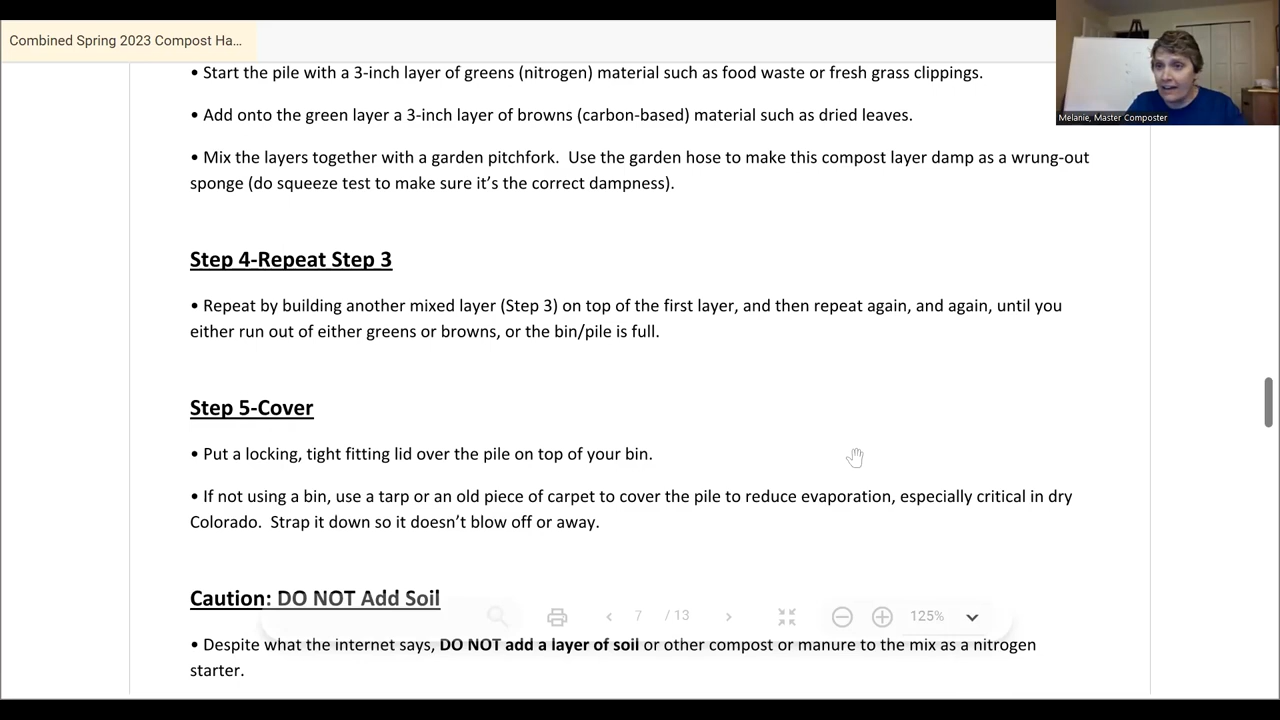 Combined Spring 2023 Compost Ha...
Melanie, Master Composter
• Start the pile with a 3-inch layer of greens (nitrogen) material such as food waste or fresh grass clippings.
• Add onto the green layer a 3-inch layer of browns (carbon-based) material such as dried leaves.
• Mix the layers together with a garden pitchfork.  Use the garden hose to make this compost layer damp as a wrung-out
sponge (do squeeze test to make sure it’s the correct dampness).
Step 4-Repeat Step 3
• Repeat by building another mixed layer (Step 3) on top of the first layer, and then repeat again, and again, until you
either run out of either greens or browns, or the bin/pile is full.
Step 5-Cover
• Put a locking, tight fitting lid over the pile on top of your bin.
• If not using a bin, use a tarp or an old piece of carpet to cover the pile to reduce evaporation, especially critical in dry
Colorado.  Strap it down so it doesn’t blow off or away.
Caution: DO NOT Add Soil
7 / 13
125%
• Despite what the internet says, DO NOT add a layer of soil or other compost or manure to the mix as a nitrogen
starter.